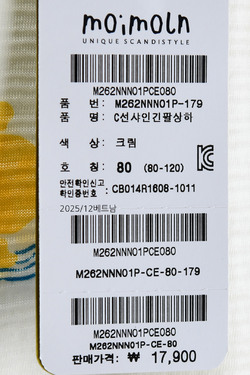 moimoln
UNIQUE SCANDISTYLE
M262NNN01PCE080
품 번: M262NNN01P-179
품 명: C선샤인긴팔상하
색 상: 크림
호 칭: 80 (80-120)
안전확인신고
확인증번호 : CB014R1608-1011
2025/12베트남
M262NNN01PCE080
M262NNN01P-CE-80-179
M262NNN01PCE080
M262NNN01P-CE-80
판매가격: ₩ 17,900